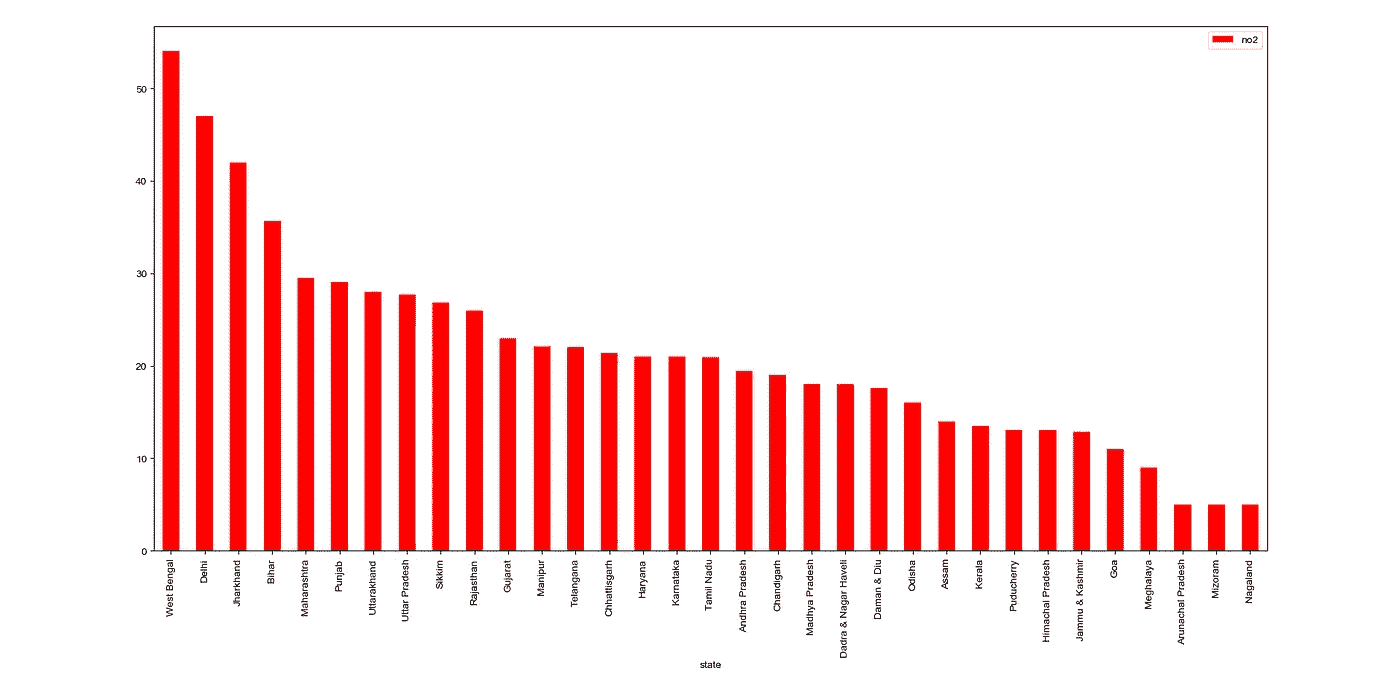 no2
50
40
30
20
10
0
West Bengal
Delhi
Jharkhand
Bihar
Maharashtra
Punjab
Uttarakhand
Uttar Pradesh
Sikkim
Rajasthan
Gujarat
Manipur
Telangana
Chhattisgarh
Haryana
Karnataka
Tamil Nadu
Andhra Pradesh
Chandigarh
Madhya Pradesh
Dadra & Nagar Haveli
Daman & Diu
Odisha
Assam
Kerala
Puducherry
Himachal Pradesh
Jammu & Kashmir
Goa
Meghalaya
Arunachal Pradesh
Mizoram
Nagaland
state